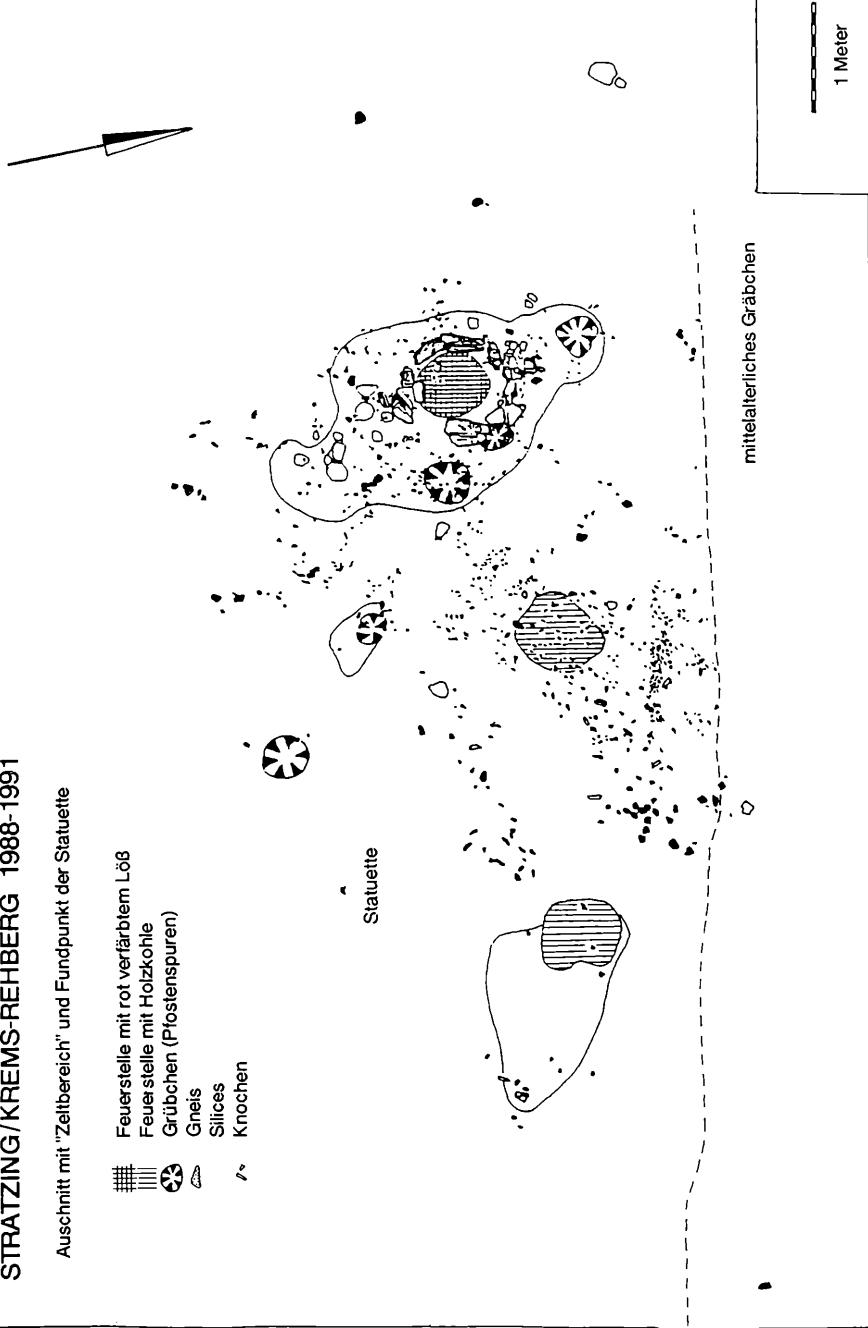 STRATZING/KREMS-REHBERG 1988-1991
Auschnitt mit "Zeltbereich" und Fundpunkt der Statuette
Feuerstelle mit rot verfärbtem Löß
Feuerstelle mit Holzkohle
Grübchen (Pfostenspuren)
Gneis
Silices
Knochen
Statuette
mittelalterliches Gräbchen
1 Meter